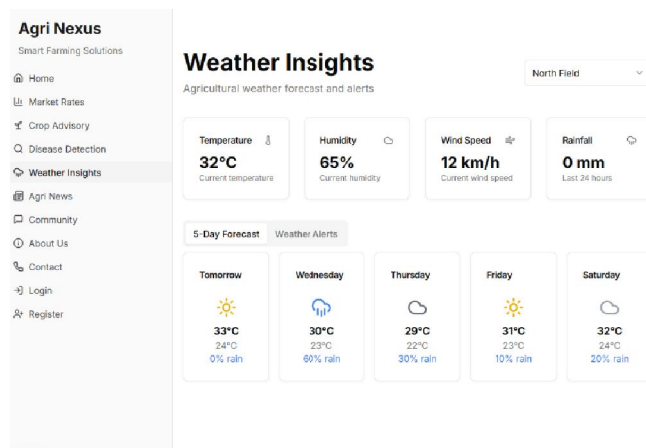 Agri Nexus
Smart Farming Solutions
Home
Market Rates
Crop Advisory
Disease Detection
Weather Insights
Agri News
Community
About Us
Contact
Login
Register
Weather Insights
Agricultural weather forecast and alerts
North Field
Temperature
32°C
Current temperature
Humidity
65%
Current humidity
Wind Speed
12 km/h
Current wind speed
Rainfall
0 mm
Last 24 hours
5-Day Forecast Weather Alerts
Tomorrow
33°C
24°C
0% rain
Wednesday
30°C
23°C
60% rain
Thursday
29°C
22°C
30% rain
Friday
31°C
23°C
10% rain
Saturday
32°C
24°C
20% rain